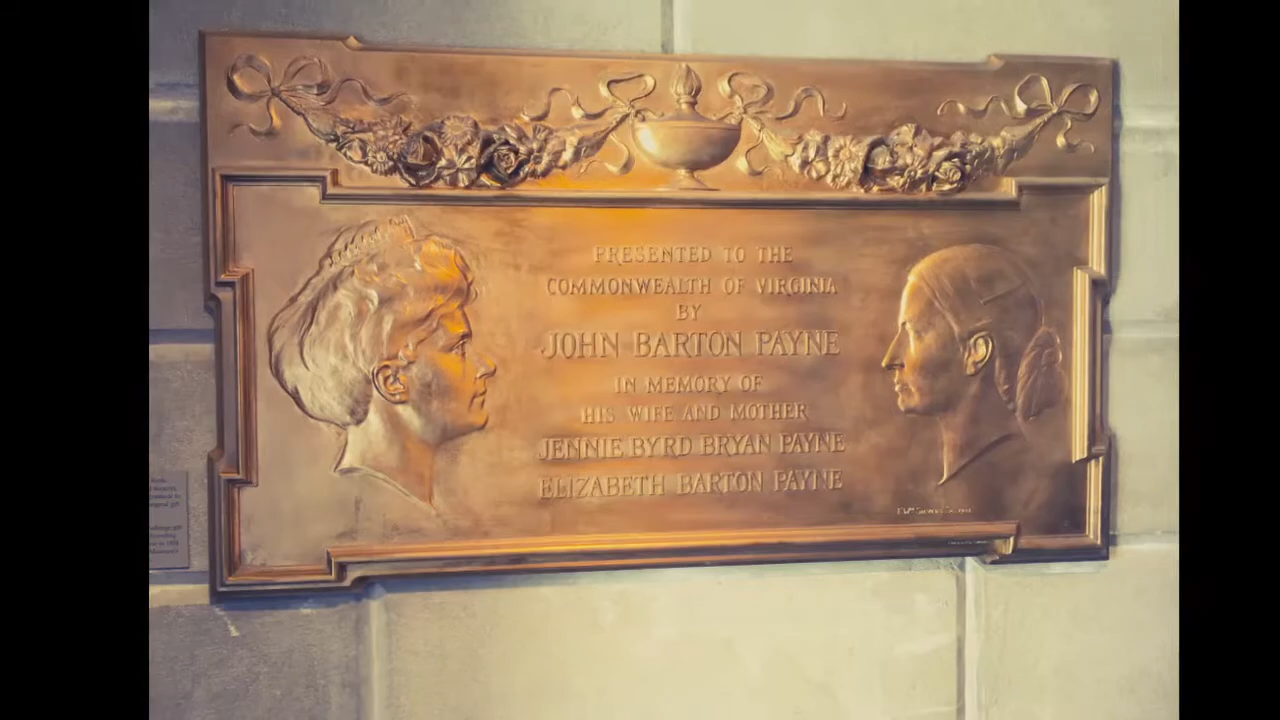 PRESENTED TO THE
COMMONWEALTH OF VIRGINIA
BY
JOHN BARTON PAYNE
IN MEMORY OF
HIS WIFE AND MOTHER
JENNIE BYRD BRYAN PAYNE
ELIZABETH BARTON PAYNE